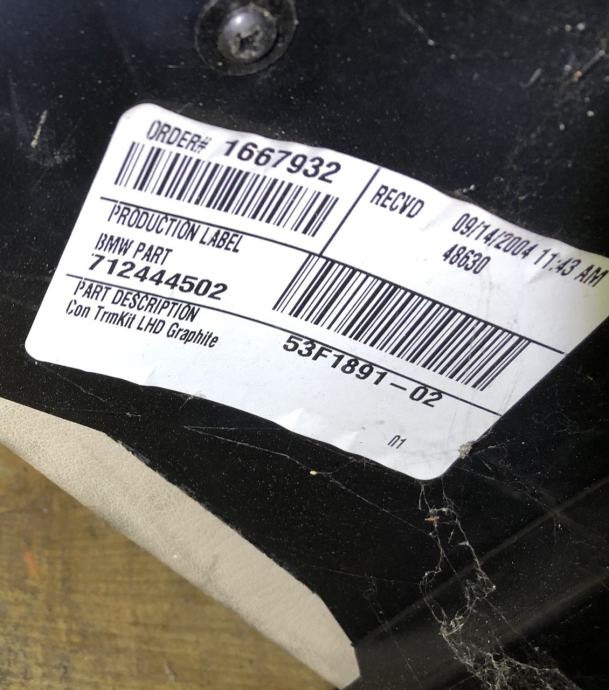 ORDER# 1667932
RECVD 09/14/2004 11:43 AM
48630
PRODUCTION LABEL
BMW PART
712444502
PART DESCRIPTION
Con TrmKit LHD Graphite
53F1891-02
01